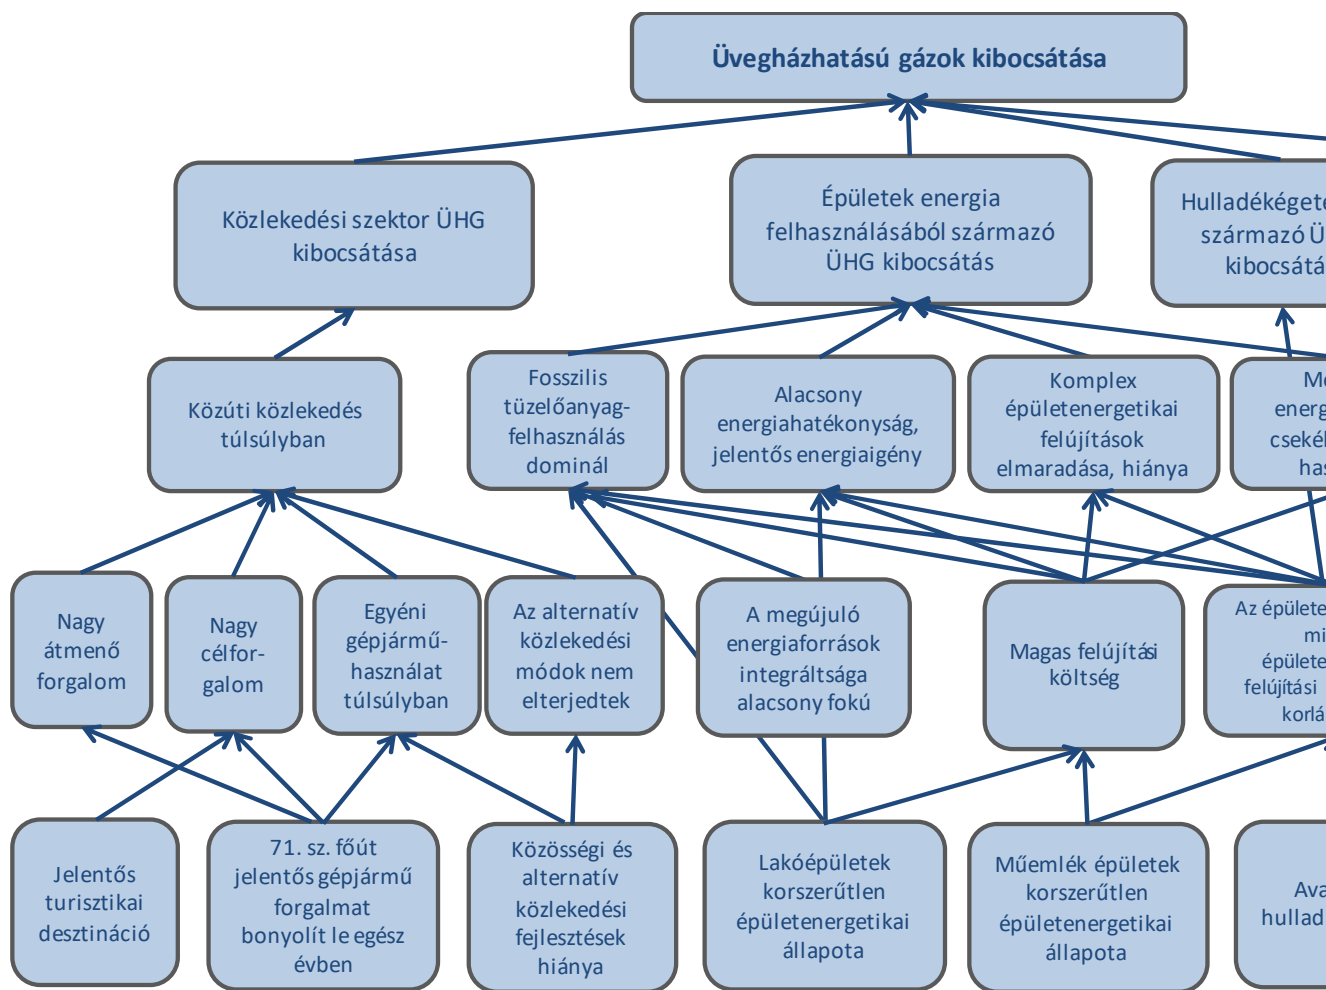 Üvegházhatású gázok kibocsátása
Közlekedési szektor ÜHG
kibocsátása
Épületek energia
felhasználásából származó
ÜHG kibocsátás
származó
Közúti közlekedés
túlsúlyban
Fosszilis
tüzelőanyag-
felhasználás
dominál
Alacsony
energiahatékonyság,
jelentős energiaigény
Komplex
épületenergetikai
felújítások
elmaradása, hiánya
Nagy
átmenő
forgalom
Nagy
célfor-
galom
Egyéni
gépjármű-
használat
túlsúlyban
Az alternatív
közlekedési
módok nem
elterjedtek
A megújuló
energiaforrások
integráltsága
alacsony fokú
Magas felújítási
költség
Az
felújítási
Jelentős
turisztikai
desztináció
71. sz. főút
jelentős gépjármű
forgalmat
bonyolít le egész
évben
Közösségi és
alternatív
közlekedési
fejlesztések
hiánya
Lakóépületek
korszerűtlen
épületenergetikai
állapota
Műemlék épületek
korszerűtlen
épületenergetikai
állapota